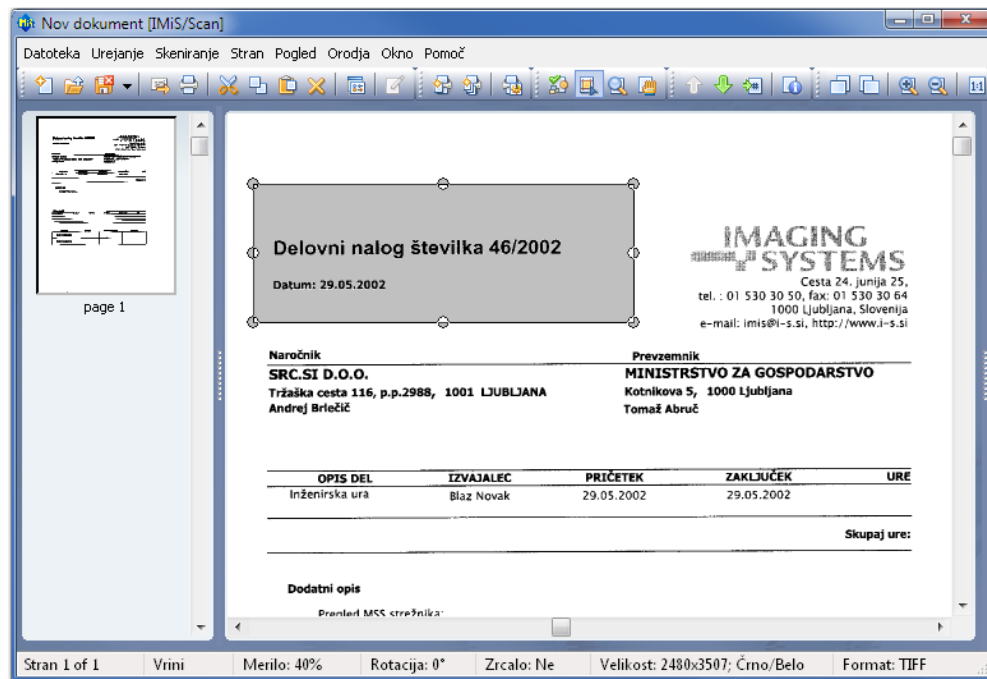 Nov dokument [IMiS/Scan]
Datoteka Urejanje Skeniranje Stran Pogled Orodja Okno Pomoč
page 1
Delovni nalog številka 46/2002
Datum: 29.05.2002
iMAGING
SYSTEMS
Cesta 24. junija 25,
tel. : 01 530 30 50, fax: 01 530 30 64
1000 Ljubljana, Slovenija
e-mail: imis@i-s.si, http://www.i-s.si
Naročnik Prevzemnik
SRC.SI D.O.O. MINISTRSTVO ZA GOSPODARSTVO
Tržaška cesta 116, p.p.2988, 1001 LJUBLJANA Kotnikova 5, 1000 Ljubljana
Andrej Brlečič Tomaž Abruč
OPIS DEL IZVAJALEC PRIČETEK ZAKLJUČEK URE
Inženirska ura Blaz Novak 29.05.2002 29.05.2002
Skupaj ure:
Dodatni opis
Pregled MSS strežnika:
Stran 1 of 1 Vrini Merilo: 40% Rotacija: 0° Zrcalo: Ne Velikost: 2480x3507; Črno/Belo Format: TIFF